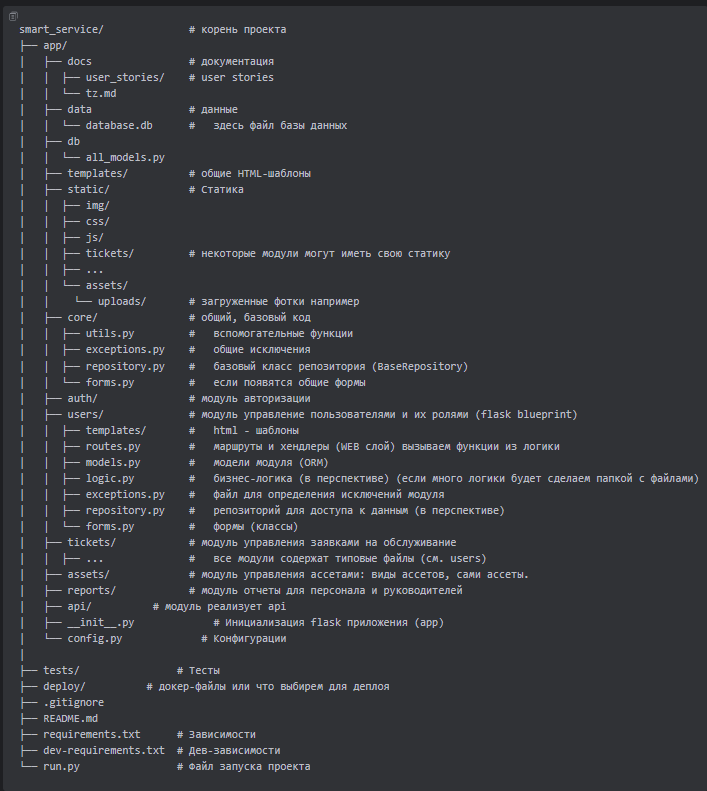 smart_service/              # корень проекта
├── app/
│   ├── docs                # документация
│   │   ├── user_stories/   # user stories
│   │   └── tz.md
│   ├── data                # данные
│   │   └── database.db     #   здесь файл базы данных
│   ├── db
│   │   └── all_models.py
│   ├── templates/          # общие HTML-шаблоны
│   ├── static/             # Статика
│   │   ├── img/
│   │   ├── css/
│   │   ├── js/
│   │   ├── tickets/        # некоторые модули могут иметь свою статику
│   │   ├── ...
│   │   └── assets/
│   │     └── uploads/      # загруженные фотки например
│   ├── core/               # общий, базовый код
│   │   ├── utils.py        #   вспомогательные функции
│   │   ├── exceptions.py   #   общие исключения
│   │   ├── repository.py   #   базовый класс репозитория (BaseRepository)
│   │   └── forms.py        #   если появятся общие формы
│   ├── auth/               # модуль авторизации
│   ├── users/              # модуль управление пользователями и их ролями (flask blueprint)
│   │   ├── templates/      #   html - шаблоны
│   │   ├── routes.py       #   маршруты и хендлеры (WEB слой) вызываем функции из логики
│   │   ├── models.py       #   модели модуля (ORM)
│   │   ├── logic.py        #   бизнес-логика (в перспективе) (если много логики будет сделаем папкой с файлами)
│   │   ├── exceptions.py   #   файл для определения исключений модуля
│   │   ├── repository.py   #   репозиторий для доступа к данным (в перспективе)
│   │   └── forms.py        #   формы (классы)
│   ├── tickets/            # модуль управления заявками на обслуживание
│   │   ├── ...             #   все модули содержат типовые файлы (см. users)
│   ├── assets/             # модуль управления ассетами: виды ассетов, сами ассеты.
│   ├── reports/            # модуль отчеты для персонала и руководителей
│   ├── api/          # модуль реализует api
│   ├── __init__.py             # Инициализация flask приложения (app)
│   └── config.py             # Конфигурации
│
├── tests/                # Тесты
├── deploy/          # докер-файлы или что выбирем для деплоя
├── .gitignore
├── README.md
├── requirements.txt      # Зависимости
├── dev-requirements.txt  # Дев-зависимости
└── run.py                # Файл запуска проекта